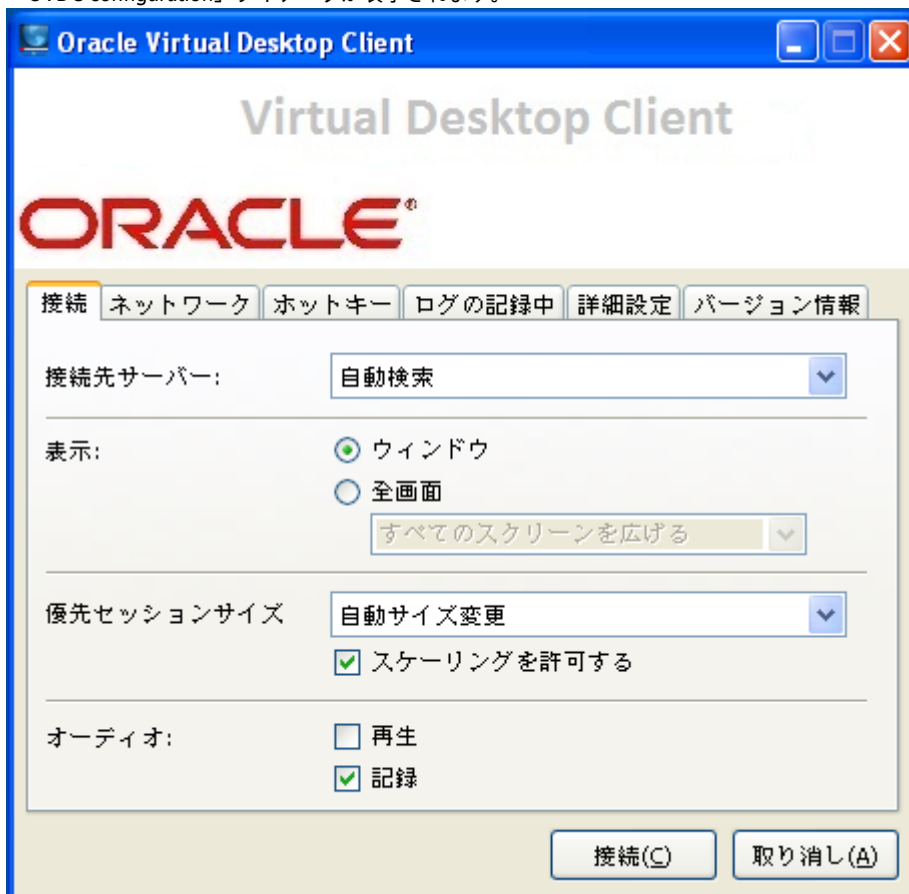 Oracle Virtual Desktop Client
Virtual Desktop Client
ORACLE®
接続 ネットワーク ホットキー ログの記録中 詳細設定 バージョン情報
接続先サーバー: 自動検索
表示: ウィンドウ
全画面
すべてのスクリーンを広げる
優先セッションサイズ 自動サイズ変更
スケーリングを許可する
オーディオ: 再生
記録
接続(C) 取り消し(A)